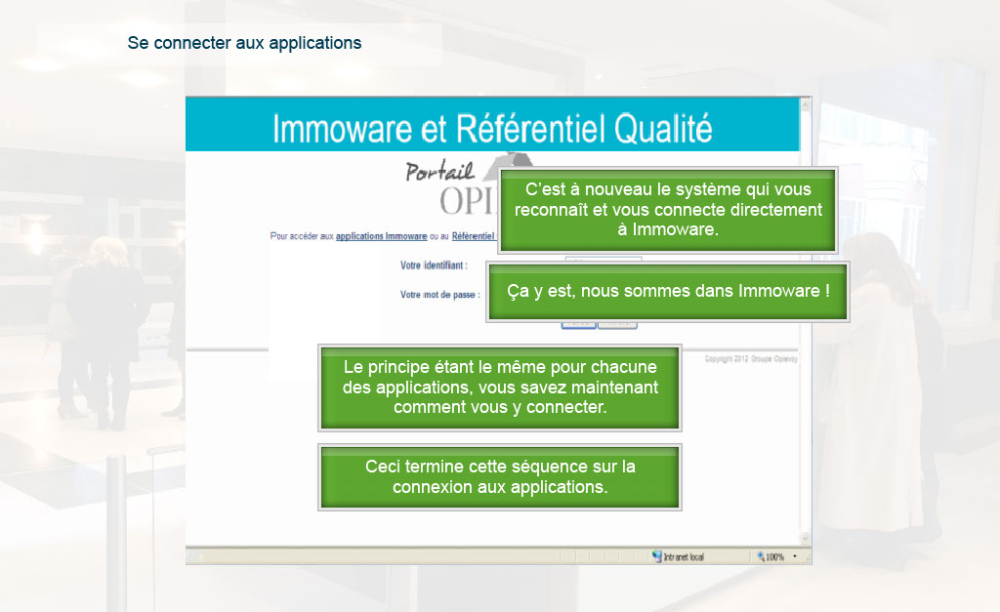 Se connecter aux applications
Immoware et Référentiel Qualité
Portail
OPI
C’est à nouveau le système qui vous
reconnaît et vous connecte directement
à Immoware.
Pour accéder aux applications Immoware ou au Référentiel
Votre identifiant :
Ça y est, nous sommes dans Immoware !
Votre mot de passe :
Copyright 2012 Groupe Opievoy
Le principe étant le même pour chacune
des applications, vous savez maintenant
comment vous y connecter.
Ceci termine cette séquence sur la
connexion aux applications.
Intranet local
100%